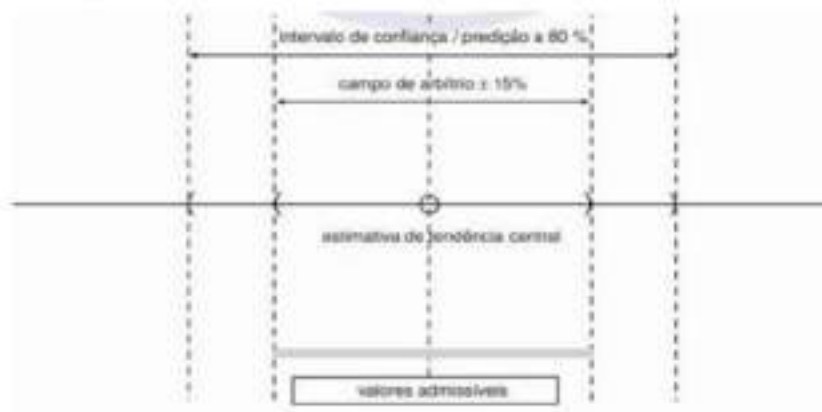 intervalo de confiança / predição a 80 %
campo de arbítrio ± 15%
estimativa de tendência central
valores admissíveis